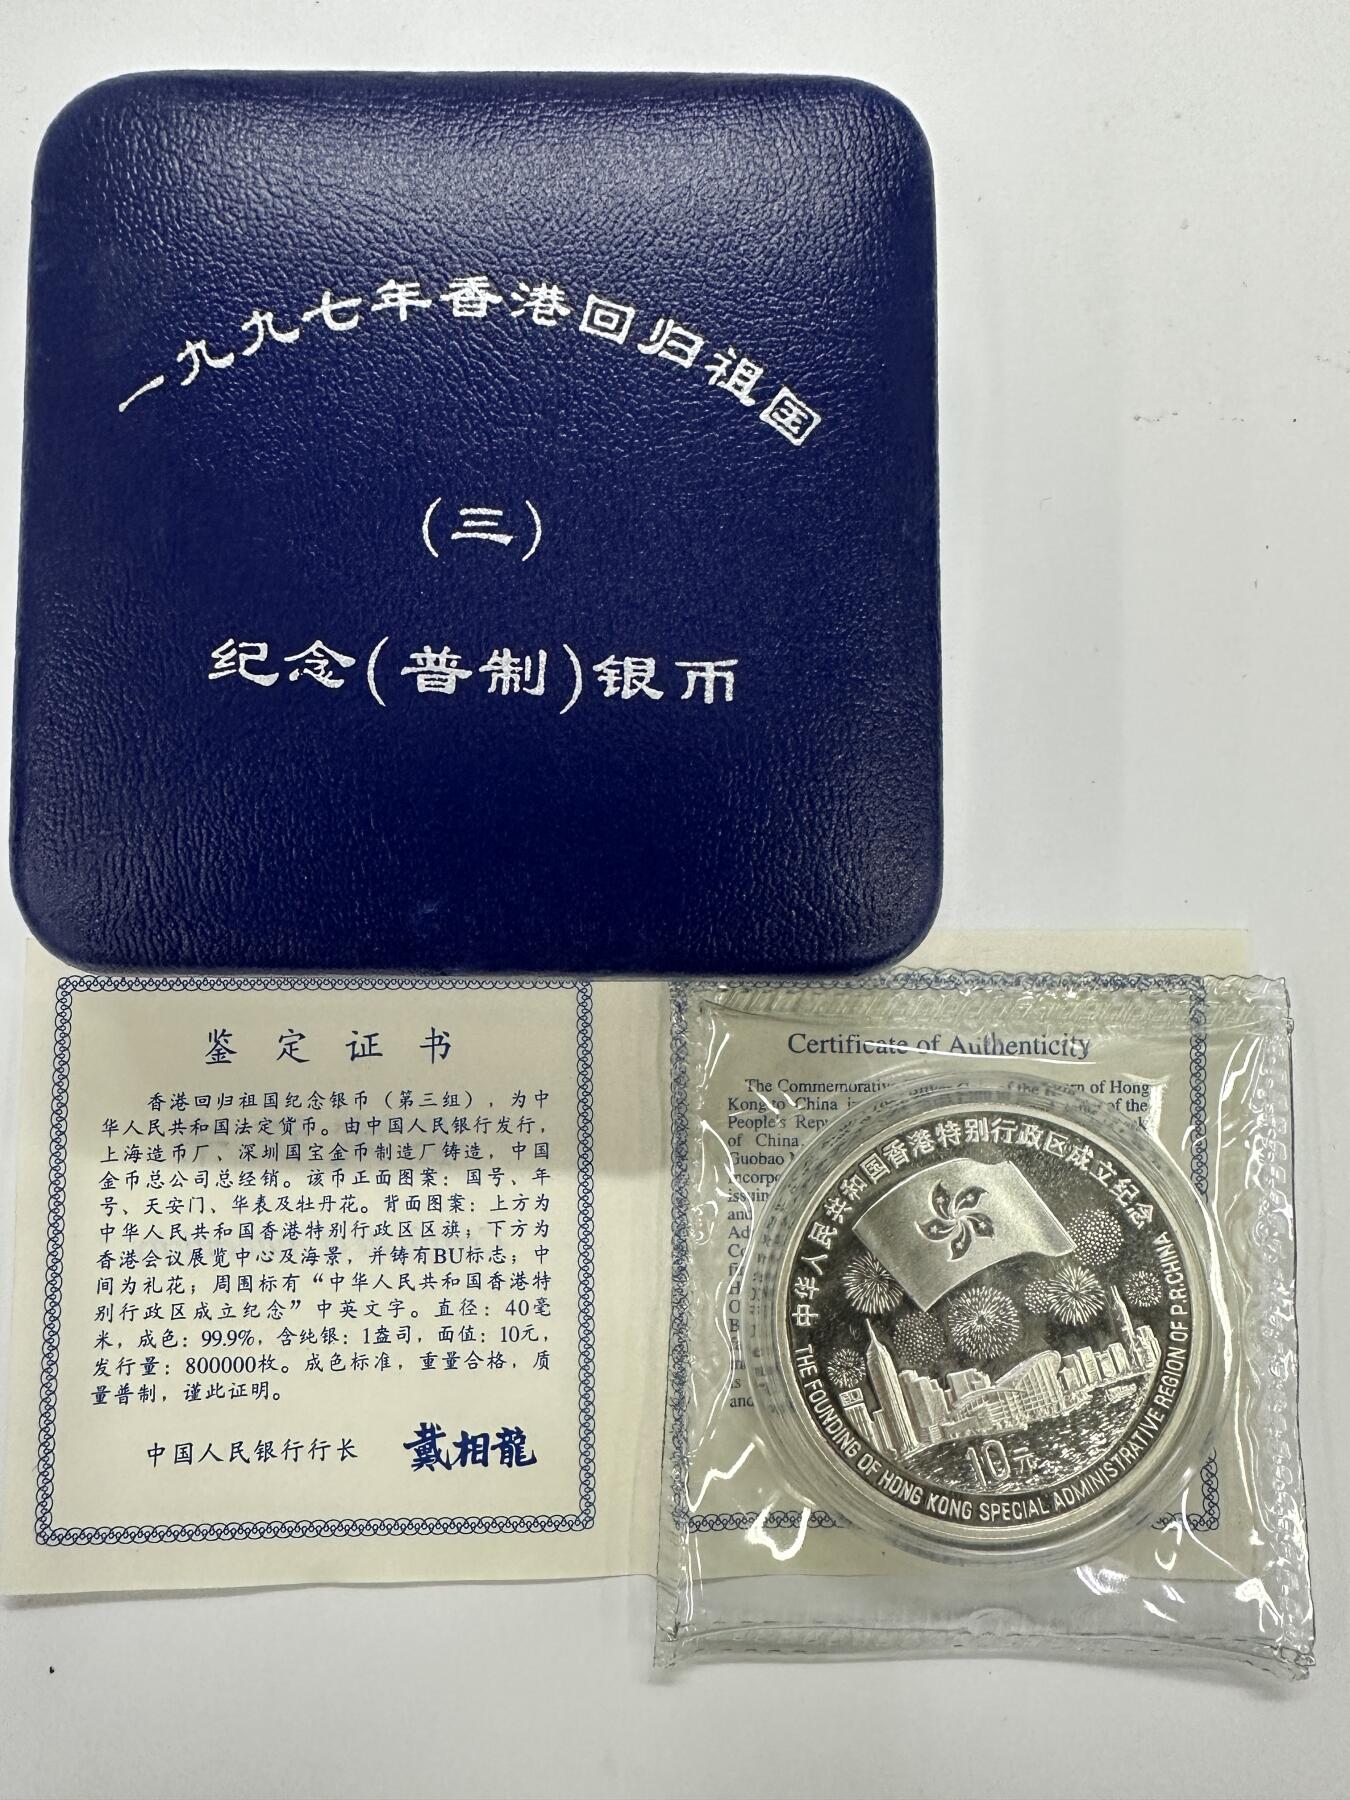 一九九七年香港回归祖国
(三)
纪念(普制)银币
鉴定证书
香港回归祖国纪念银币（第三组），为中
华人民共和国法定货币。由中国人民银行发行，
上海造币厂、深圳国宝金币制造厂铸造，中国
金币总公司总经销。该币正面图案：国号、年
号、天安门、华表及牡丹花。背面图案：上方为
中华人民共和国香港特别行政区区旗；下方为
香港会议展览中心及海景，并铸有BU标志；中
间为礼花；周围标有“中华人民共和国香港特
别行政区成立纪念”中英文字。直径：40毫
米，成色：99.9%，含纯银：1盎司，面值：10元，
发行量：800000枚。成色标准，重量合格，质
量普制，谨此证明。
中国人民银行行长 戴相龍
Certificate of Authenticity
The Commemorative of Hong
Kong to China of the
People's
of China.
Guobao
and
中华人民共和国香港特别行政区成立纪念
10元
THE FOUNDING OF HONG KONG SPECIAL ADMINISTRATIVE REGION OF P.R.CHINA